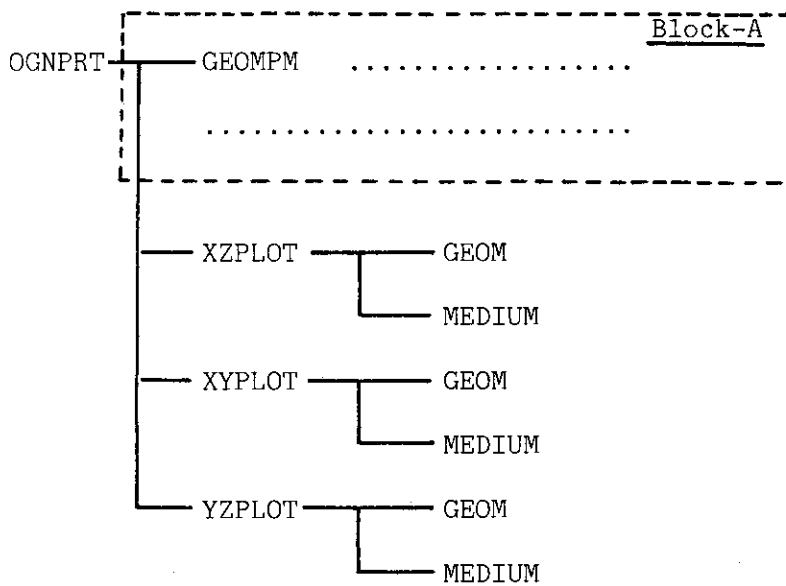 Block-A
OGNPRT GEOMPM ........................
....................................
XZPLOT GEOM
MEDIUM
XYPLOT GEOM
MEDIUM
YZPLOT GEOM
MEDIUM